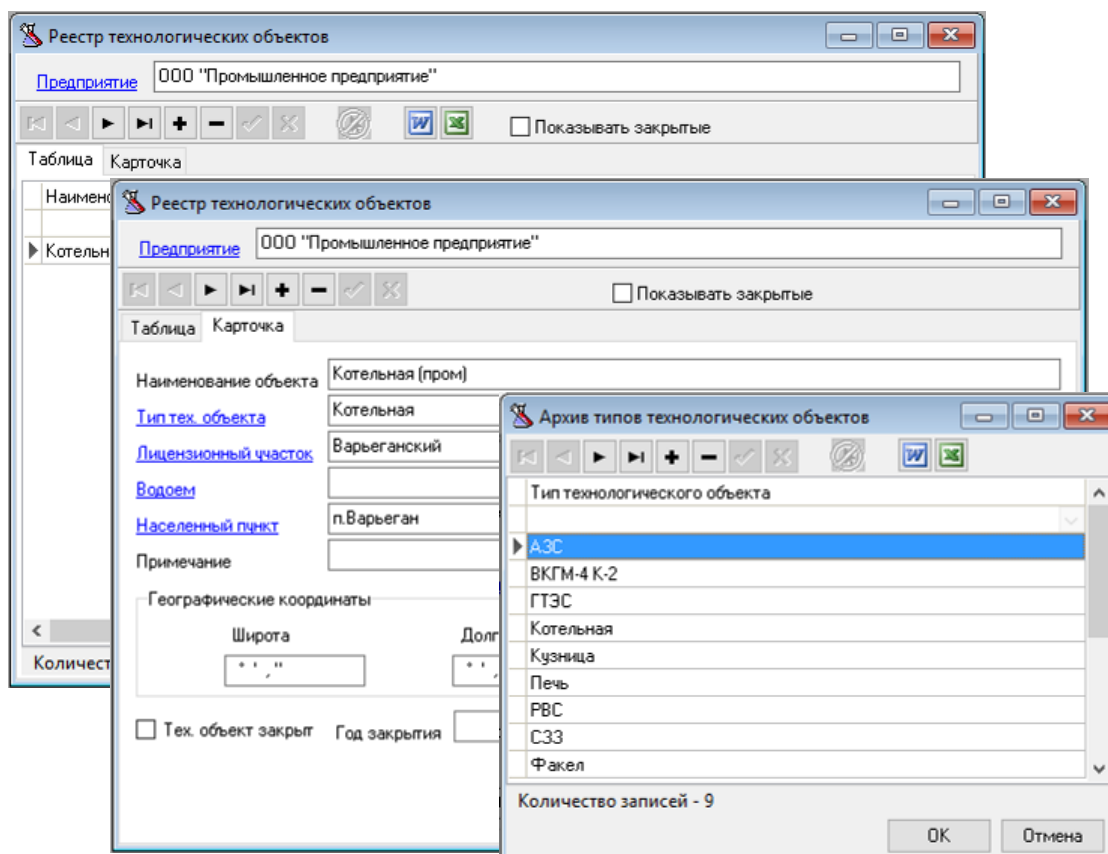 Реестр технологических объектов
Предприятие ООО "Промышленное предприятие"
Показывать закрытые
Таблица Карточка
Котельн
Реестр технологических объектов
Предприятие ООО "Промышленное предприятие"
Показывать закрытые
Таблица Карточка
Наименование объекта Котельная (пром)
Тип тех. объекта Котельная
Лицензионный участок Варьеганский
Водоем
Населенный пункт п.Варьеган
Примечание
Географические координаты
Широта Долг
° ' , " ° ' ,
Тех. объект закрыт Год закрытия
Количест
Архив типов технологических объектов
Тип технологического объекта
АЗС
ВКГМ-4 К-2
ГТЭС
Котельная
Кузница
Печь
РВС
СЗЗ
Факел
Количество записей - 9
ОК Отмена